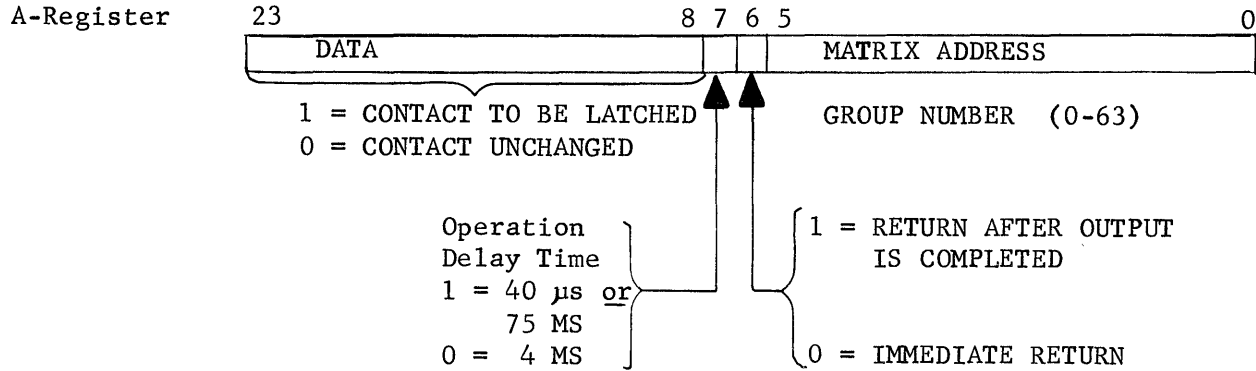 A-Register 23 8 7 6 5 0
DATA MATRIX ADDRESS
1 = CONTACT TO BE LATCHED GROUP NUMBER (0-63)
0 = CONTACT UNCHANGED
Operation
Delay Time
1 = 40 µs or
75 MS
0 = 4 MS
1 = RETURN AFTER OUTPUT
IS COMPLETED
0 = IMMEDIATE RETURN